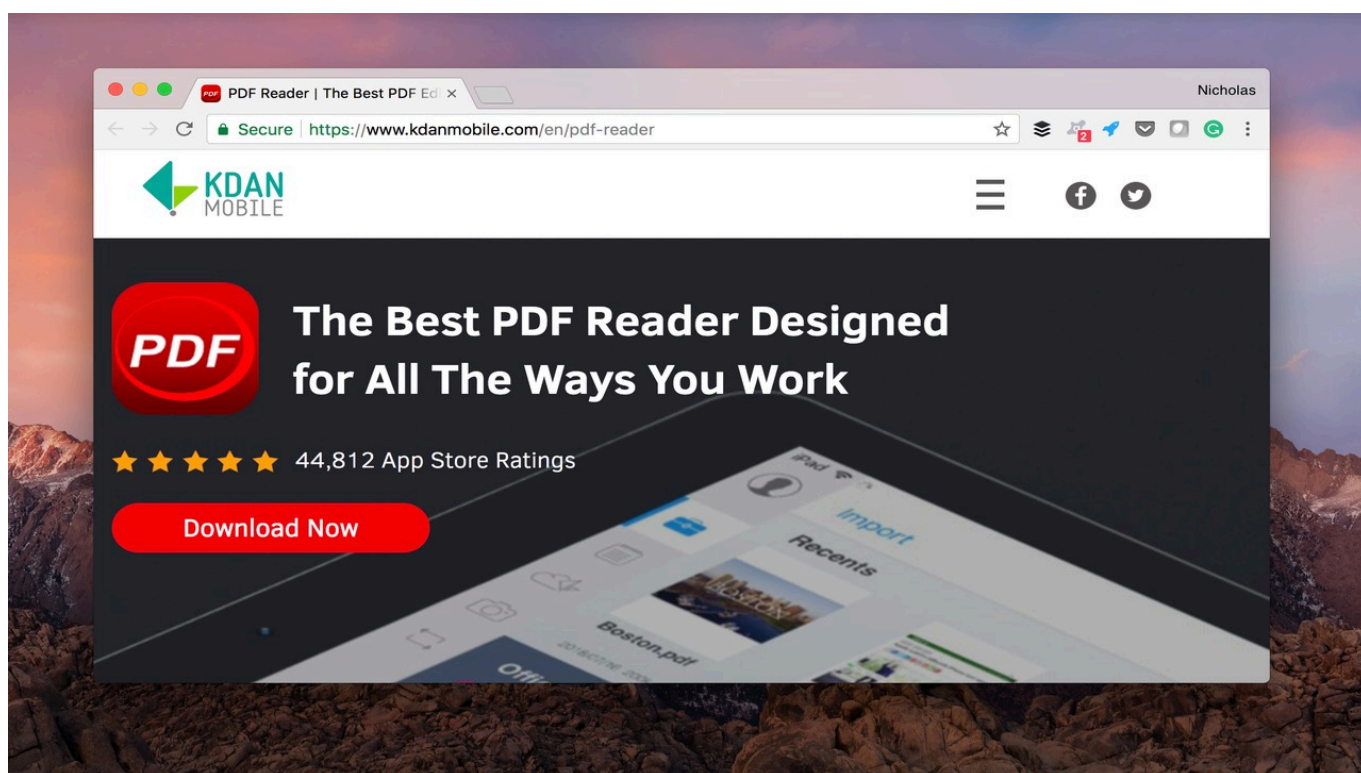 PDF Reader | The Best PDF Ed
Nicholas
Secure https://www.kdanmobile.com/en/pdf-reader
2
KDAN
MOBILE
PDF
The Best PDF Reader Designed
for All The Ways You Work
44,812 App Store Ratings
Download Now
iPad
Import
Recents
Boston.pdf